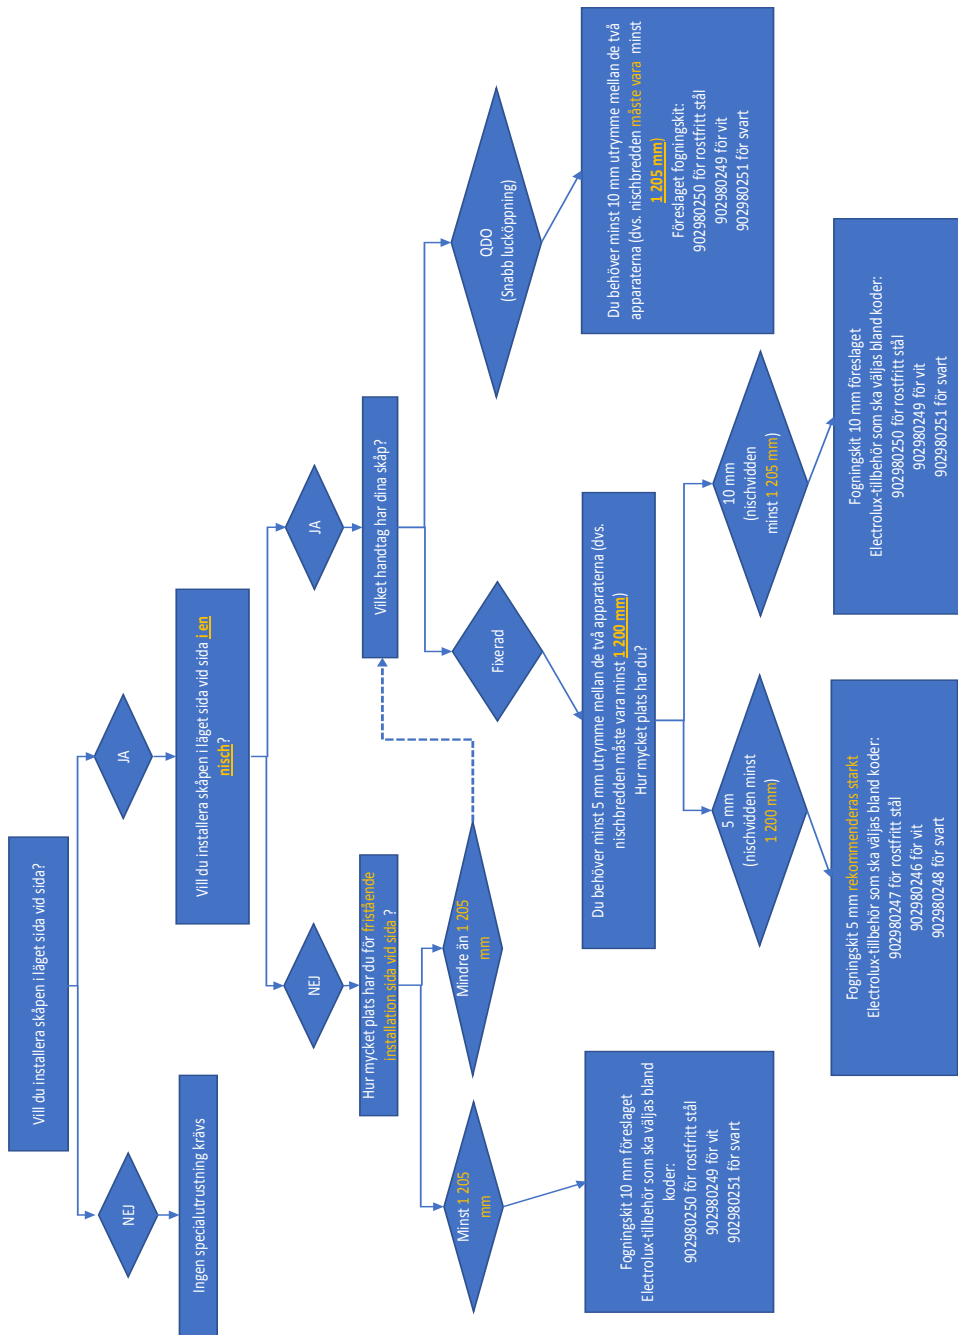 Vill du installera skåpen i läget sida vid sida?
NEJ
JA
Ingen specialutrustning krävs
Vill du installera skåpen i läget sida vid sida i en
nisch?
NEJ
JA
Hur mycket plats har du för fristående
installation sida vid sida ?
Vilket handtag har dina skåp?
Minst 1 205
mm
Mindre än 1 205
mm
Fixerad
QDO
(Snabb lucköppning)
Fogningskit 10 mm föreslaget
Electrolux-tillbehör som ska väljas bland
koder:
902980250 för rostfritt stål
902980249 för vit
902980251 för svart
Du behöver minst 5 mm utrymme mellan de två apparaterna (dvs.
nischbredden måste vara minst 1 200 mm)
Hur mycket plats har du?
Du behöver minst 10 mm utrymme mellan de två
apparaterna (dvs. nischbredden måste vara minst
1 205 mm)
Föreslaget fogningskit:
902980250 för rostfritt stål
902980249 för vit
902980251 för svart
5 mm
(nischvidden minst
1 200 mm)
10 mm
(nischvidden
minst 1 205 mm)
Fogningskit 5 mm rekommenderas starkt
Electrolux-tillbehör som ska väljas bland koder:
902980247 för rostfritt stål
902980246 för vit
902980248 för svart
Fogningskit 10 mm föreslaget
Electrolux-tillbehör som ska väljas bland koder:
902980250 för rostfritt stål
902980249 för vit
902980251 för svart